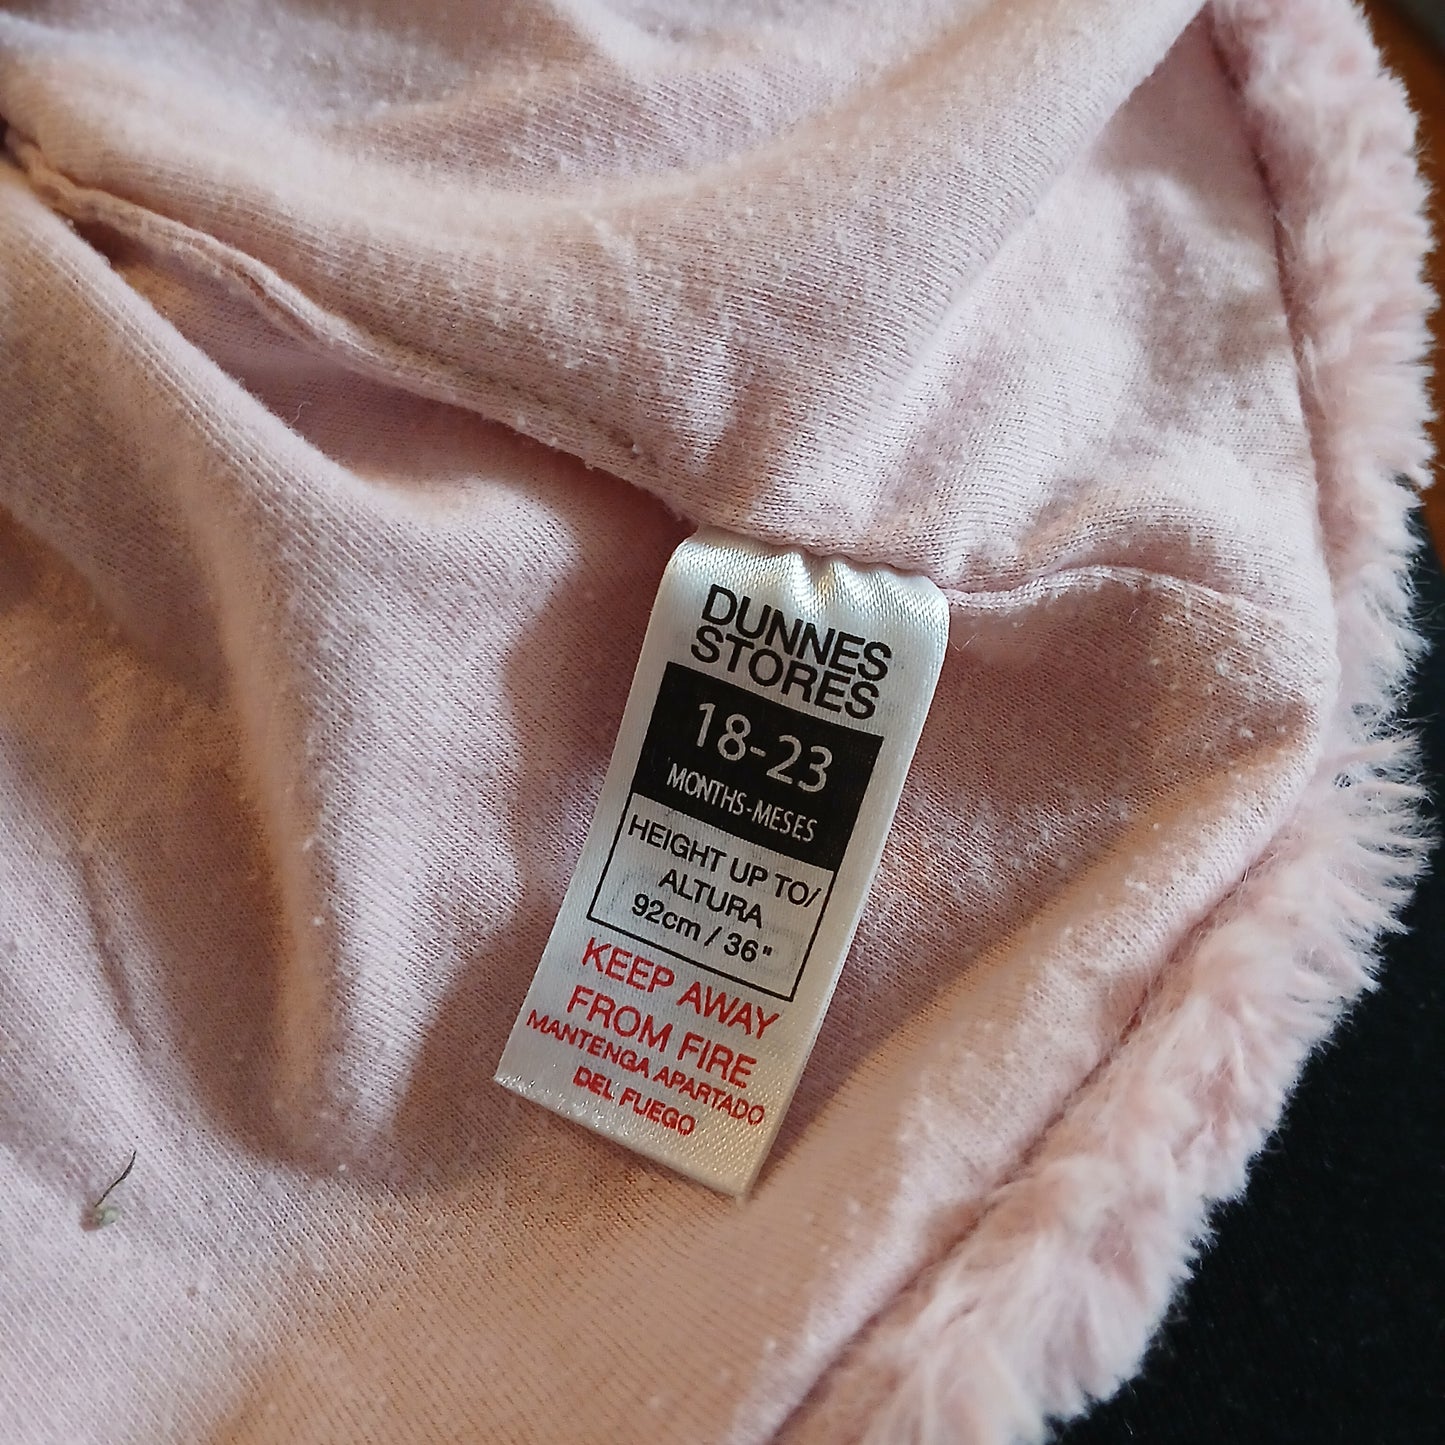 DUNNES
STORES
18-23
MONTHS-MESES
HEIGHT UP TO/
ALTURA
92cm / 36"
KEEP AWAY
FROM FIRE
MANTENGA APARTADO
DEL FUEGO